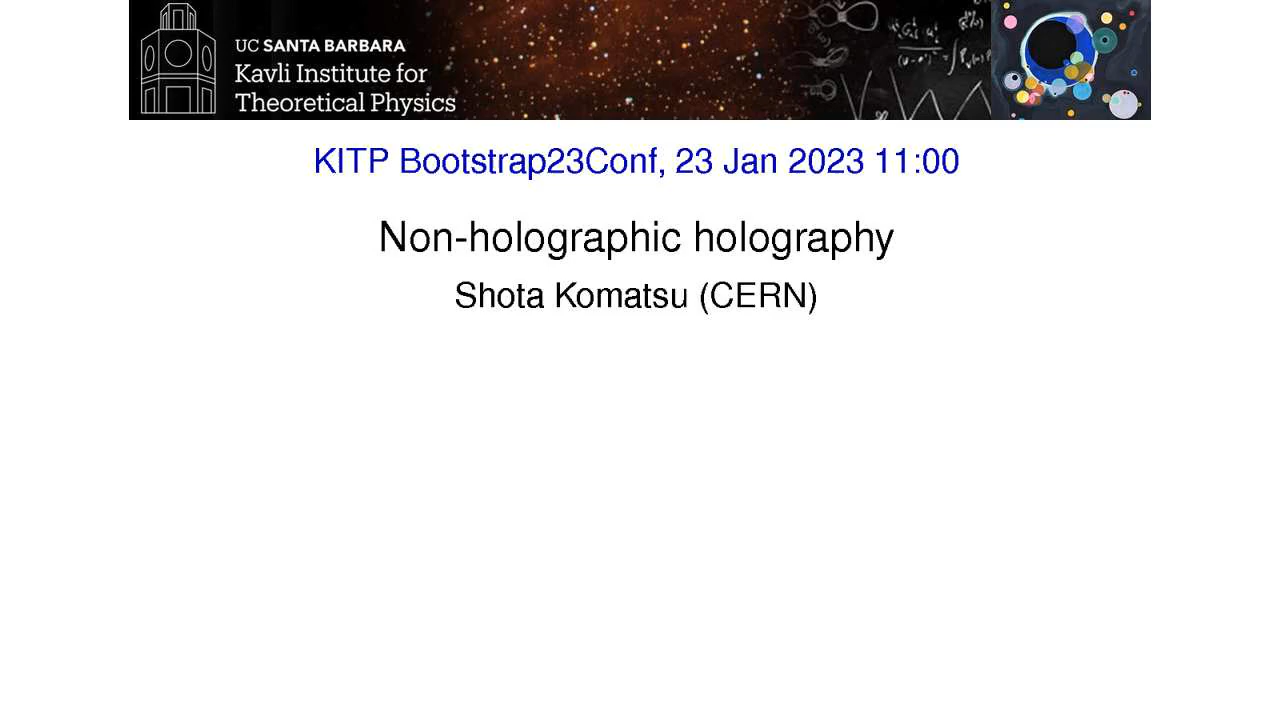 UC SANTA BARBARA
Kavli Institute for
Theoretical Physics
KITP Bootstrap23Conf, 23 Jan 2023 11:00
Non-holographic holography
Shota Komatsu (CERN)